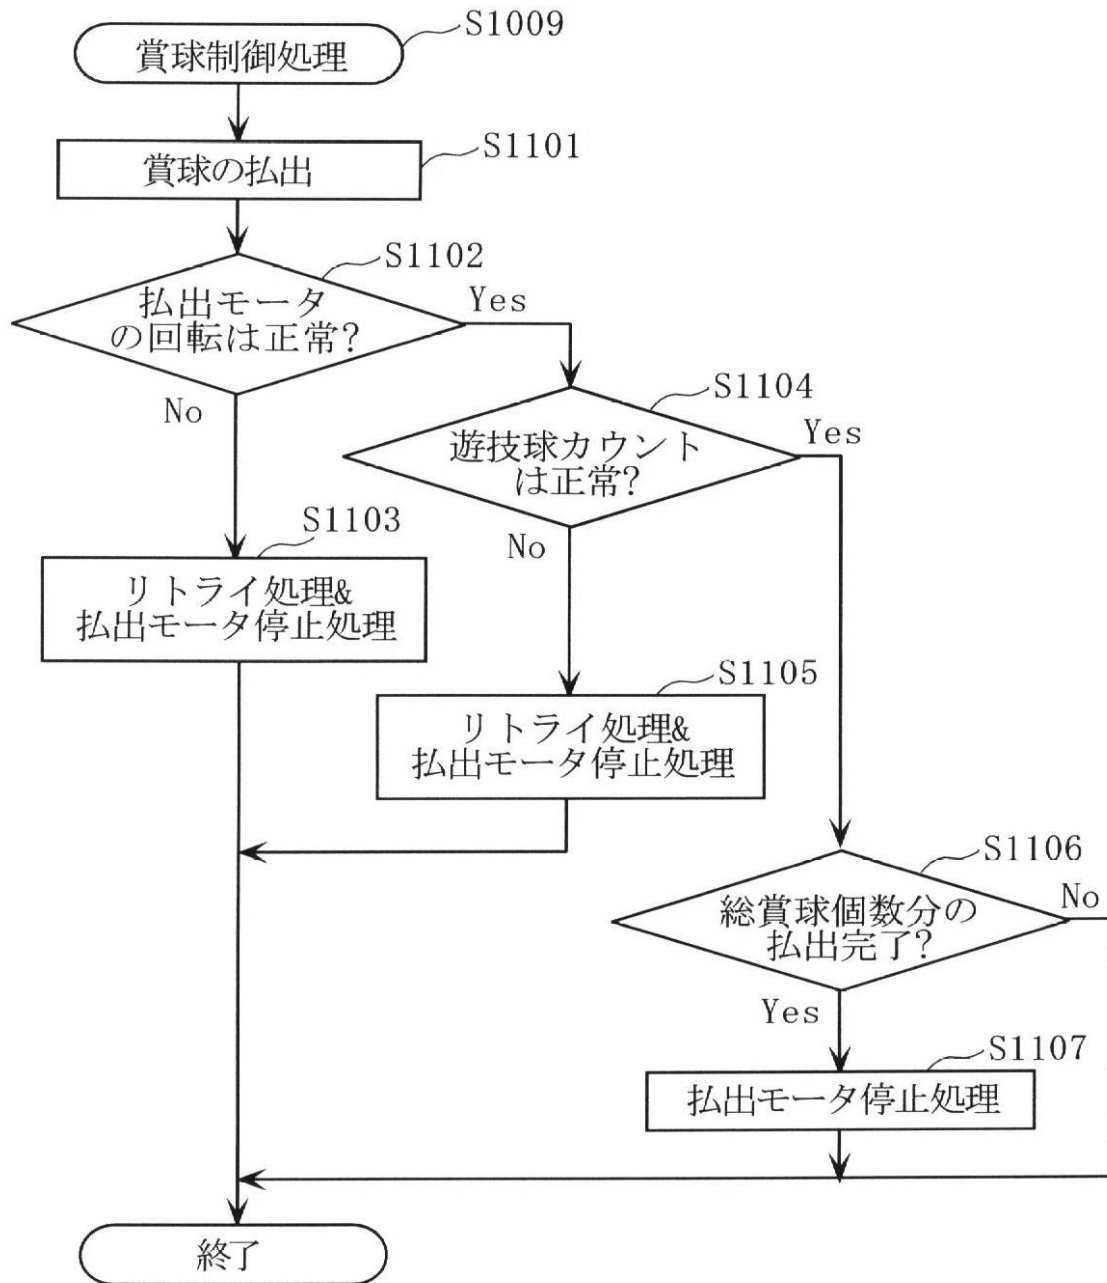 S1009
賞球制御処理
S1101
賞球の払出
S1102
払出モータ
の回転は正常?
Yes
No
S1104
遊技球カウント
は正常?
Yes
No
S1103
リトライ処理&
払出モータ停止処理
S1105
リトライ処理&
払出モータ停止処理
S1106
総賞球個数分の
払出完了?
No
Yes
S1107
払出モータ停止処理
終了